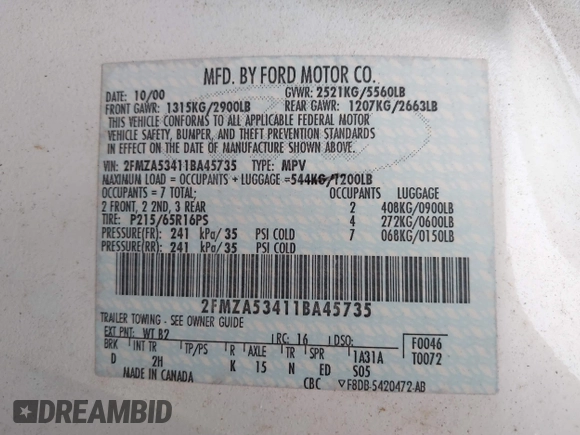 MFD. BY FORD MOTOR CO.
DATE: 10/00 GVWR: 2521KG/5560LB
FRONT GAWR: 1315KG/2900LB REAR GAWR: 1207KG/2663LB
THIS VEHICLE CONFORMS TO ALL APPLICABLE FEDERAL MOTOR
VEHICLE SAFETY, BUMPER, AND THEFT PREVENTION STANDARDS
IN EFFECT ON THE DATE OF MANUFACTURE SHOWN ABOVE.
VIN: 2FMZA53411BA45735 TYPE: MPV
MAXIMUM LOAD = OCCUPANTS + LUGGAGE = 544KG/1200LB
OCCUPANTS = 7 TOTAL; OCCUPANTS LUGGAGE
2 FRONT, 2 2ND, 3 REAR 2 408KG/0900LB
TIRE: P215/65R16PS 4 272KG/0600LB
PRESSURE(FR): 241 kPa/35 PSI COLD 7 068KG/0150LB
PRESSURE(RR): 241 kPa/35 PSI COLD
2FMZA53411BA45735
TRAILER TOWING - SEE OWNER GUIDE
EXT PNT: WT B2 RC: 16 DSO: F0046
BRK INT TR TP/PS R AXLE TR SPR 1A31A T0072
D 2H K 15 N ED S05
MADE IN CANADA CBC ▽F8DB-5420472-AB
DREAMBID